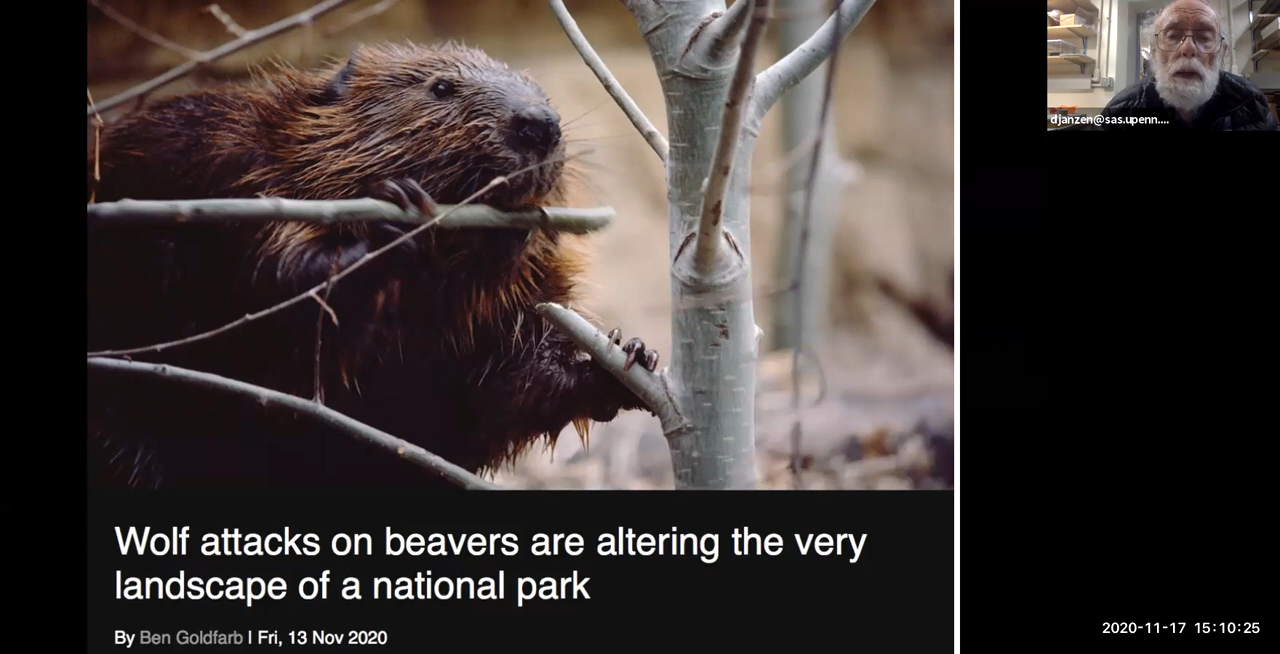 djanzen@sas.upenn....
Wolf attacks on beavers are altering the very
landscape of a national park
By Ben Goldfarb | Fri, 13 Nov 2020
2020-11-17 15:10:25